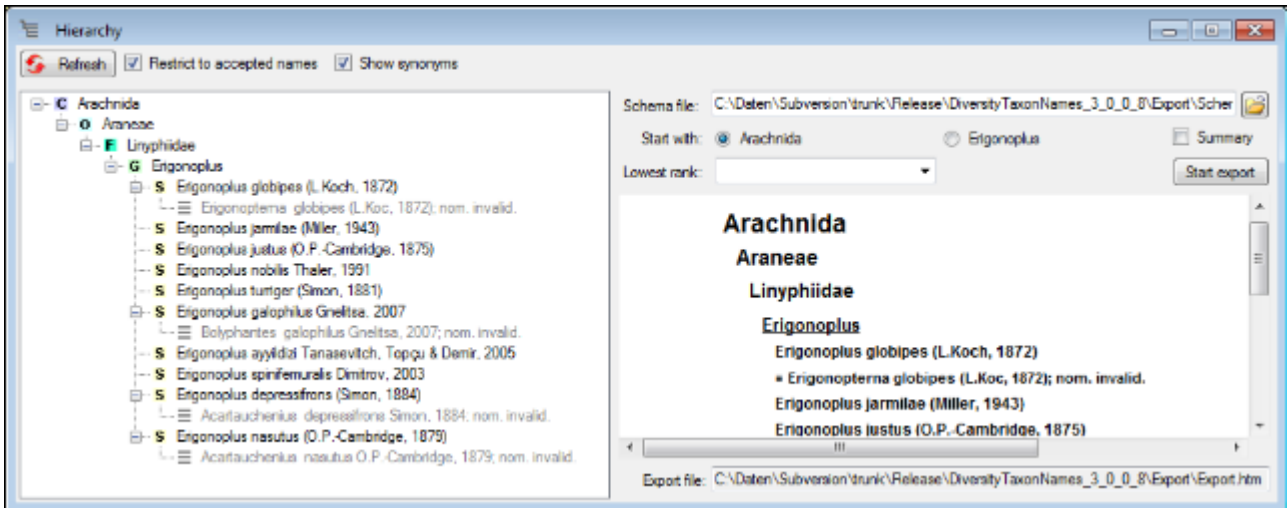 Hierarchy
Refresh Restrict to accepted names Show synonyms
C Arachnida
O Araneae
F Linyphiidae
G Erigonoplus
S Erigonoplus globipes (L.Koch, 1872)
Erigonopterna globipes (L.Koc, 1872); nom. invalid.
S Erigonoplus jarmilae (Miller, 1943)
S Erigonoplus justus (O.P.-Cambridge, 1875)
S Erigonoplus nobilis Thaler, 1991
S Erigonoplus turriger (Simon, 1881)
S Erigonoplus galophilus Gnelitsa, 2007
Bolyphantes galophilus Gnelitsa, 2007; nom. invalid.
S Erigonoplus ayyildizi Tanasevitch, Topçu & Demir, 2005
S Erigonoplus spinifemuralis Dimitrov, 2003
S Erigonoplus depressifrons (Simon, 1884)
Acartauchenius depressifrons Simon, 1884; nom. invalid.
S Erigonoplus nasutus (O.P.-Cambridge, 1879)
Acartauchenius nasutus O.P.-Cambridge, 1879; nom. invalid.
Schema file: C:\Daten\Subversion\trunk\Release\DiversityTaxonNames_3_0_0_8\Export\Scher
Start with: Arachnida Erigonoplus Summary
Lowest rank: Start export
Arachnida
Araneae
Linyphiidae
Erigonoplus
Erigonoplus globipes (L.Koch, 1872)
= Erigonopterna globipes (L.Koc, 1872); nom. invalid.
Erigonoplus jarmilae (Miller, 1943)
Erigonoplus justus (O.P.-Cambridge, 1875)
Export file: C:\Daten\Subversion\trunk\Release\DiversityTaxonNames_3_0_0_8\Export\Export.htm